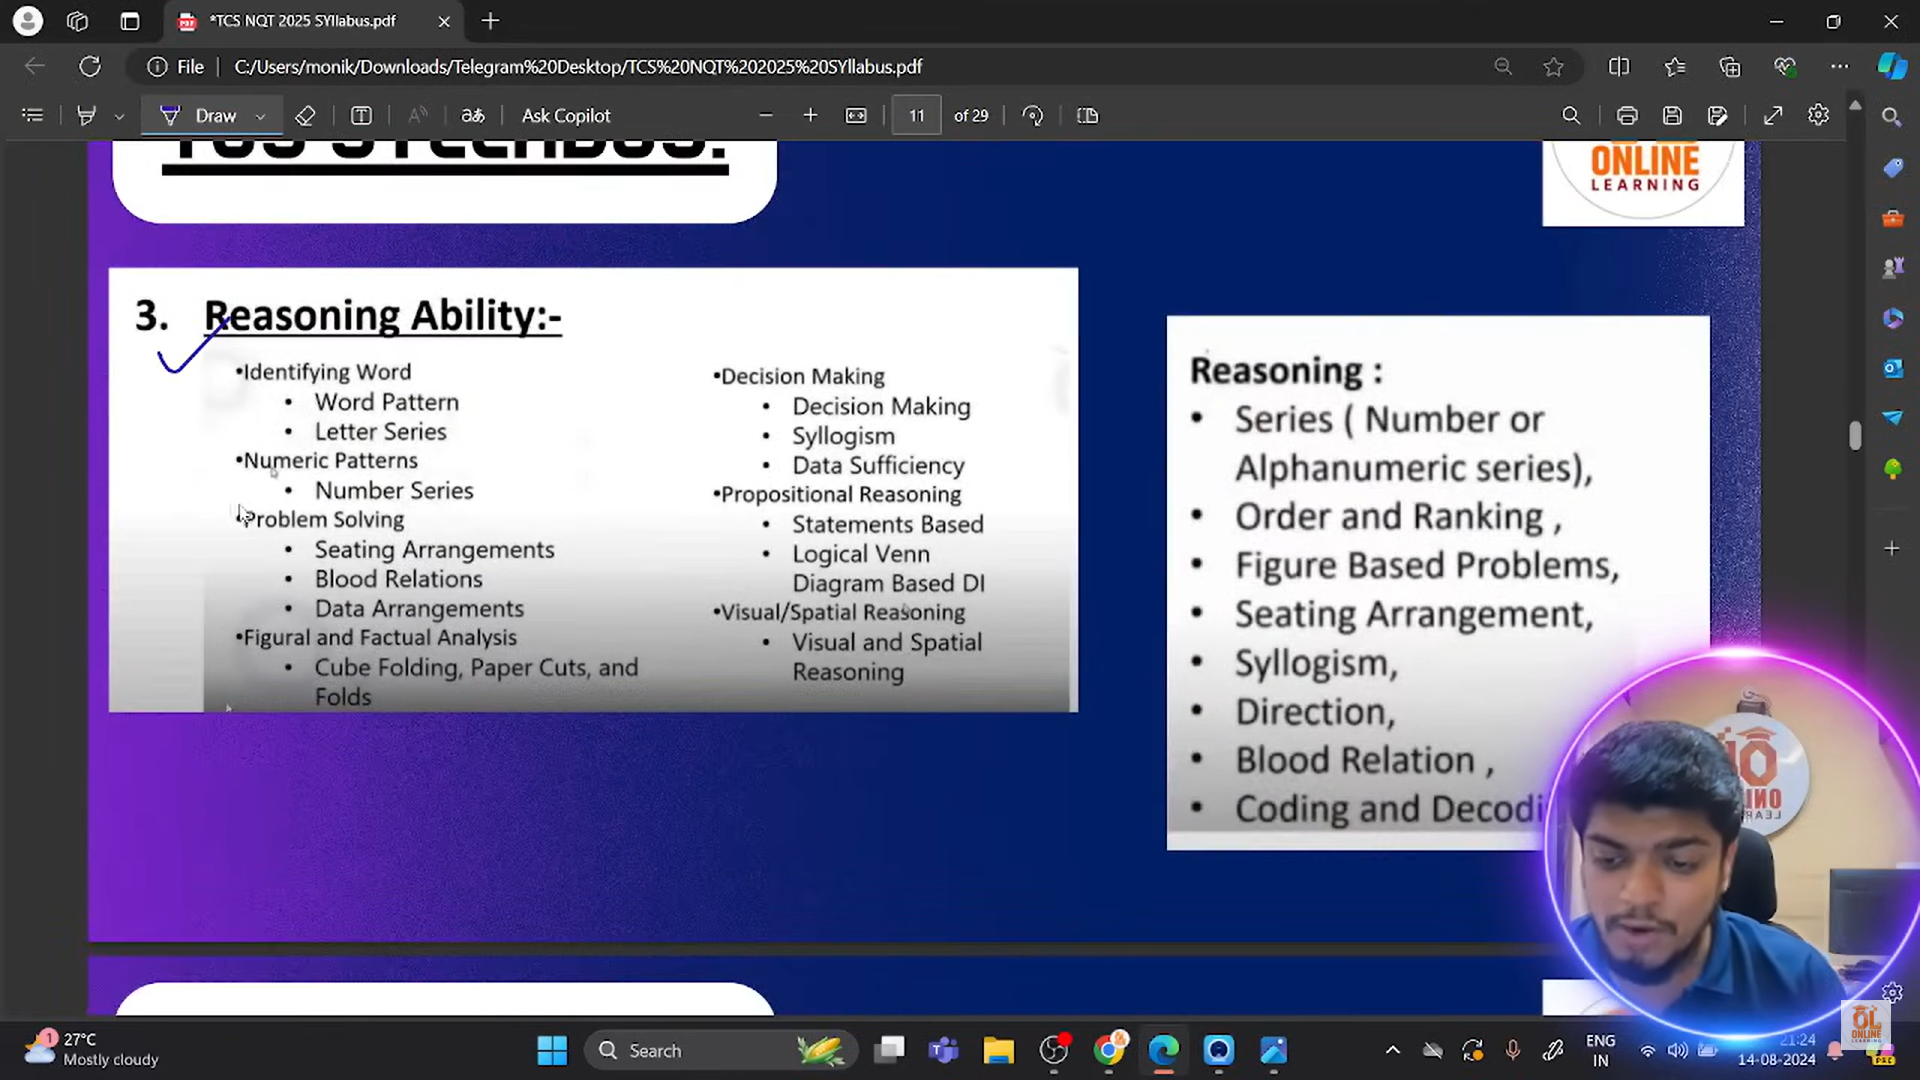 *TCS NQT 2025 SYllabus.pdf
File
C:/Users/monik/Downloads/Telegram%20Desktop/TCS%20NQT%202025%20SYllabus.pdf
Draw
Ask Copilot
11 of 29
TCS SYLLABUS:
ONLINE
LEARNING
3. Reasoning Ability:-
•Identifying Word
• Word Pattern
• Letter Series
•Numeric Patterns
• Number Series
•Problem Solving
• Seating Arrangements
• Blood Relations
• Data Arrangements
•Figural and Factual Analysis
• Cube Folding, Paper Cuts, and
Folds
•Decision Making
• Decision Making
• Syllogism
• Data Sufficiency
•Propositional Reasoning
• Statements Based
• Logical Venn
Diagram Based DI
•Visual/Spatial Reasoning
• Visual and Spatial
Reasoning
Reasoning :
• Series ( Number or
Alphanumeric series),
• Order and Ranking ,
• Figure Based Problems,
• Seating Arrangement,
• Syllogism,
• Direction,
• Blood Relation ,
• Coding and Decodi
OL
1
27°C
Mostly cloudy
Search
ENG
IN
21:24
14-08-2024